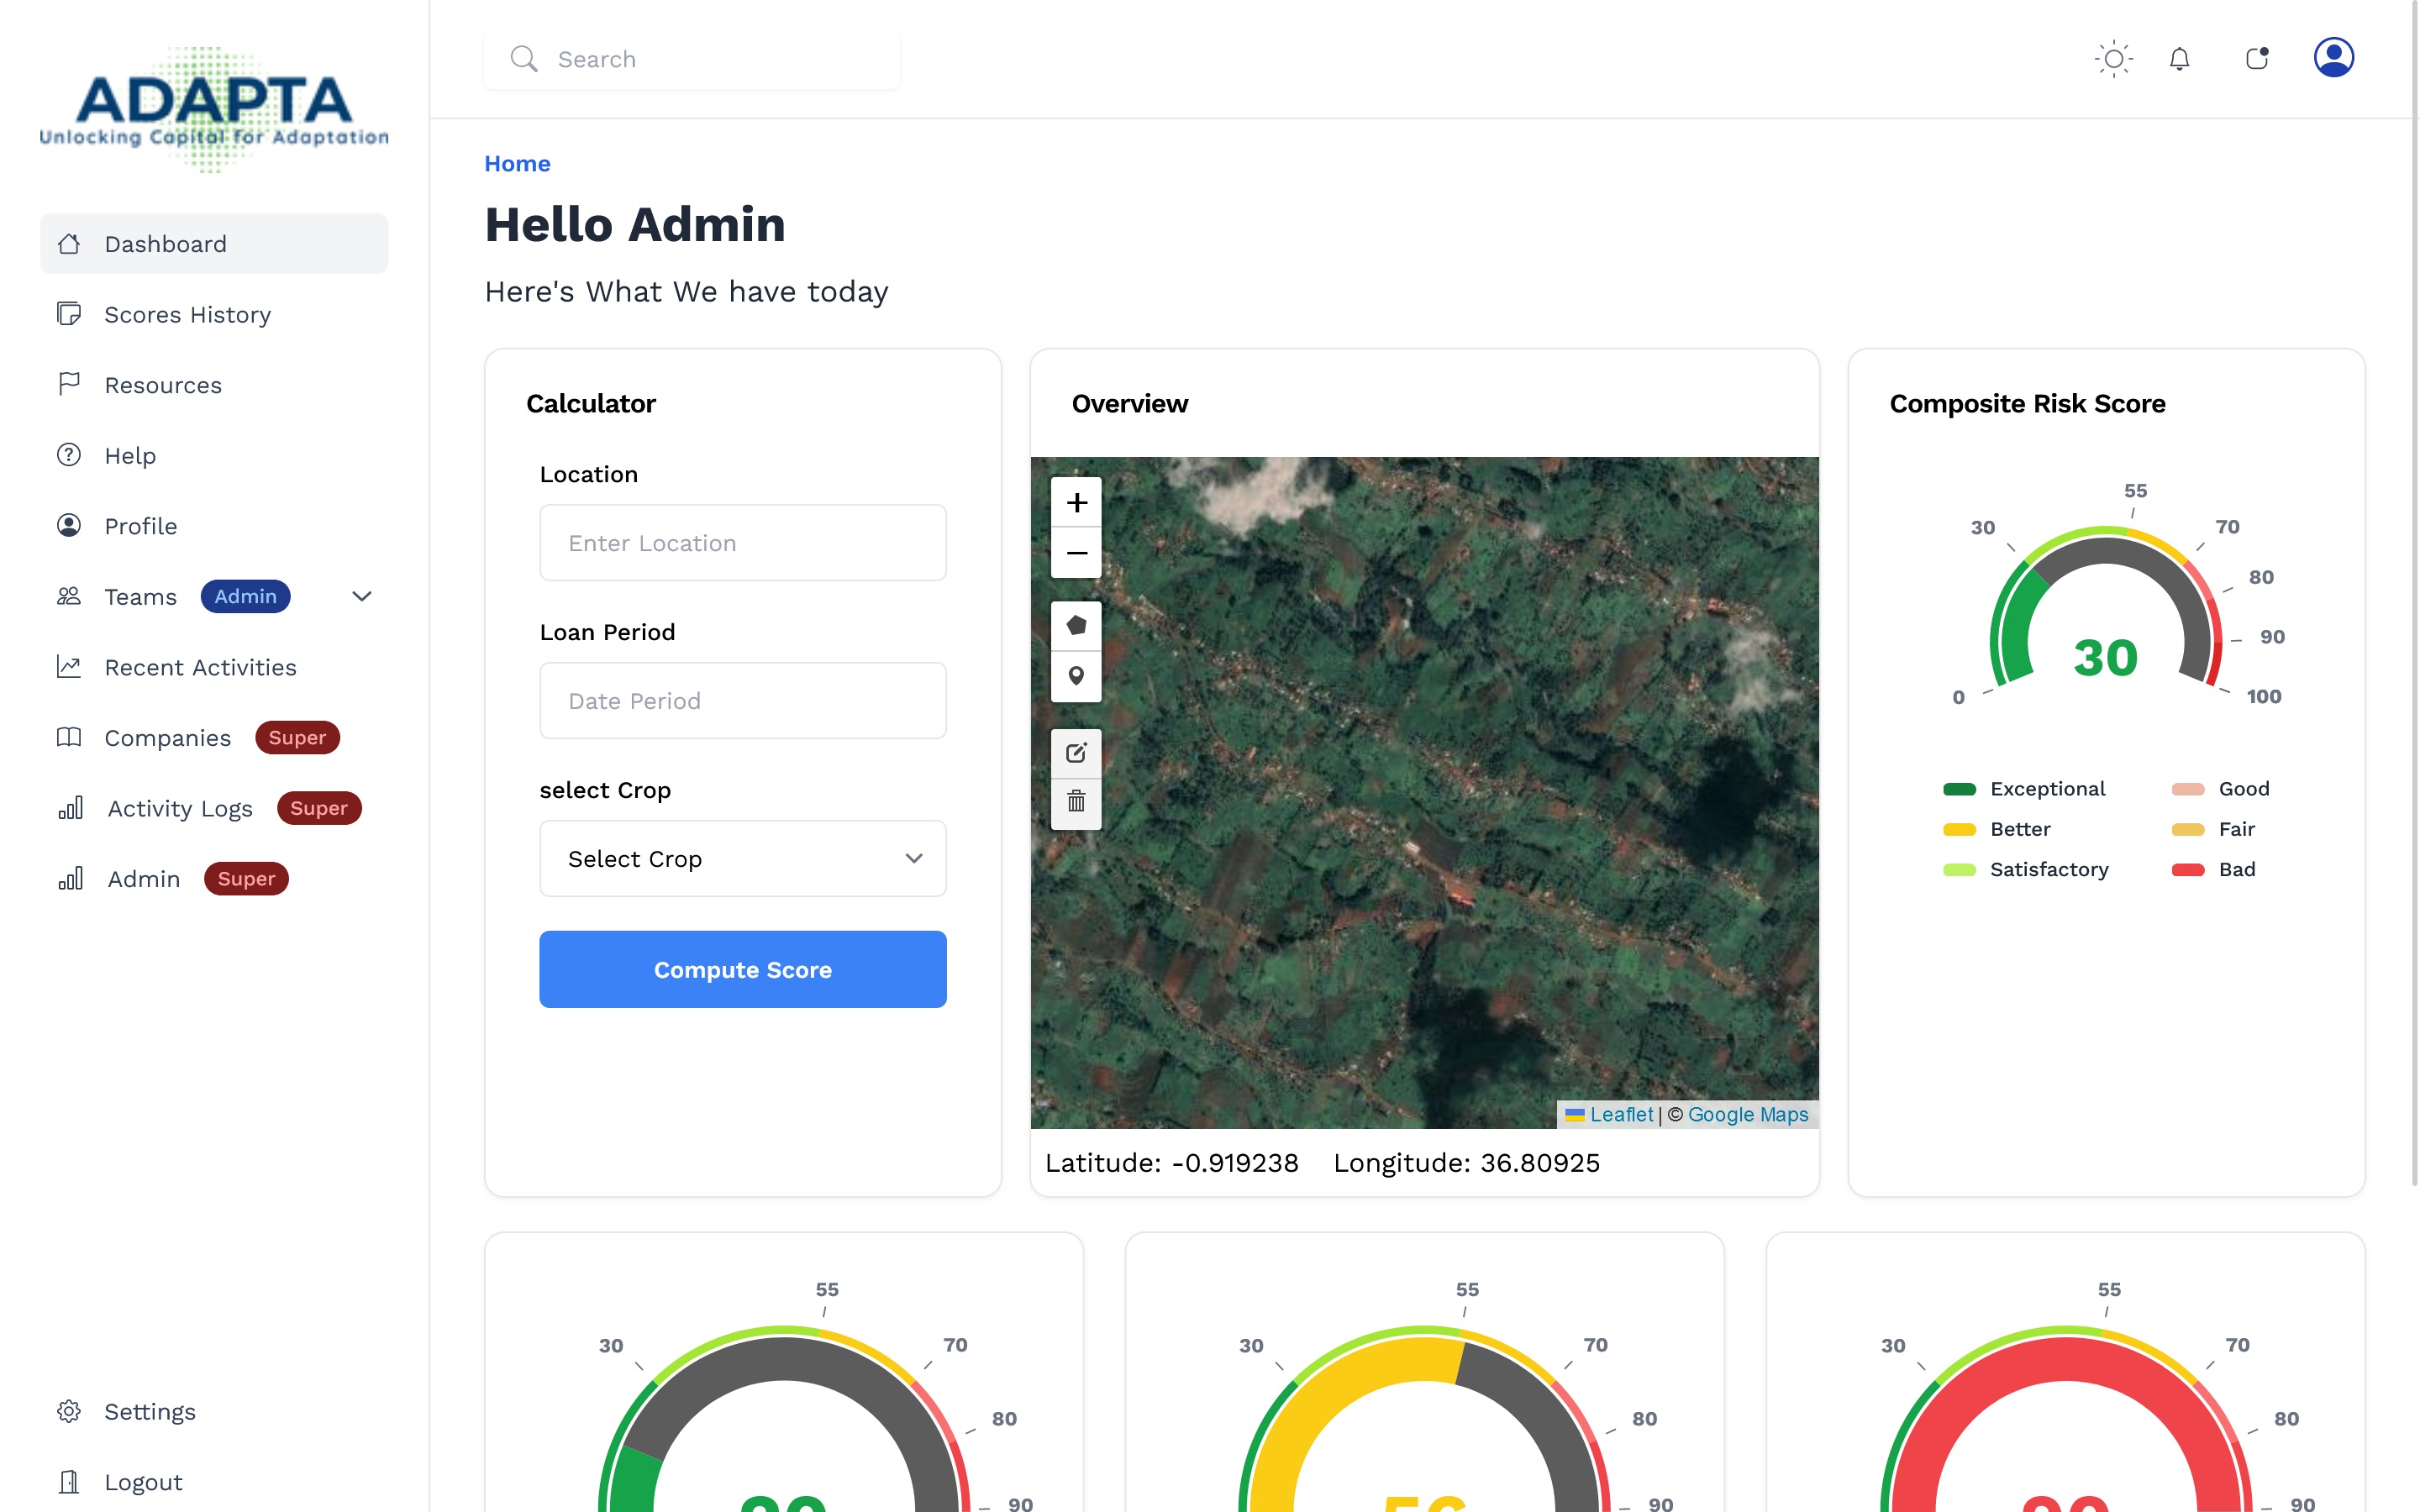 ADAPTA
Unlocking Capital for Adaptation
Dashboard
Scores History
Resources
Help
Profile
Teams Admin
Recent Activities
Companies Super
Activity Logs Super
Admin Super
Settings
Logout
Search
Home
Hello Admin
Here's What We have today
Calculator
Location
Enter Location
Loan Period
Date Period
select Crop
Select Crop
Compute Score
Overview
+
−
Leaflet | © Google Maps
Latitude: -0.919238 Longitude: 36.80925
Composite Risk Score
0
30
55
70
80
90
100
30
Exceptional
Good
Better
Fair
Satisfactory
Bad
30
55
70
80
90
30
55
70
80
90
56
30
55
70
80
90